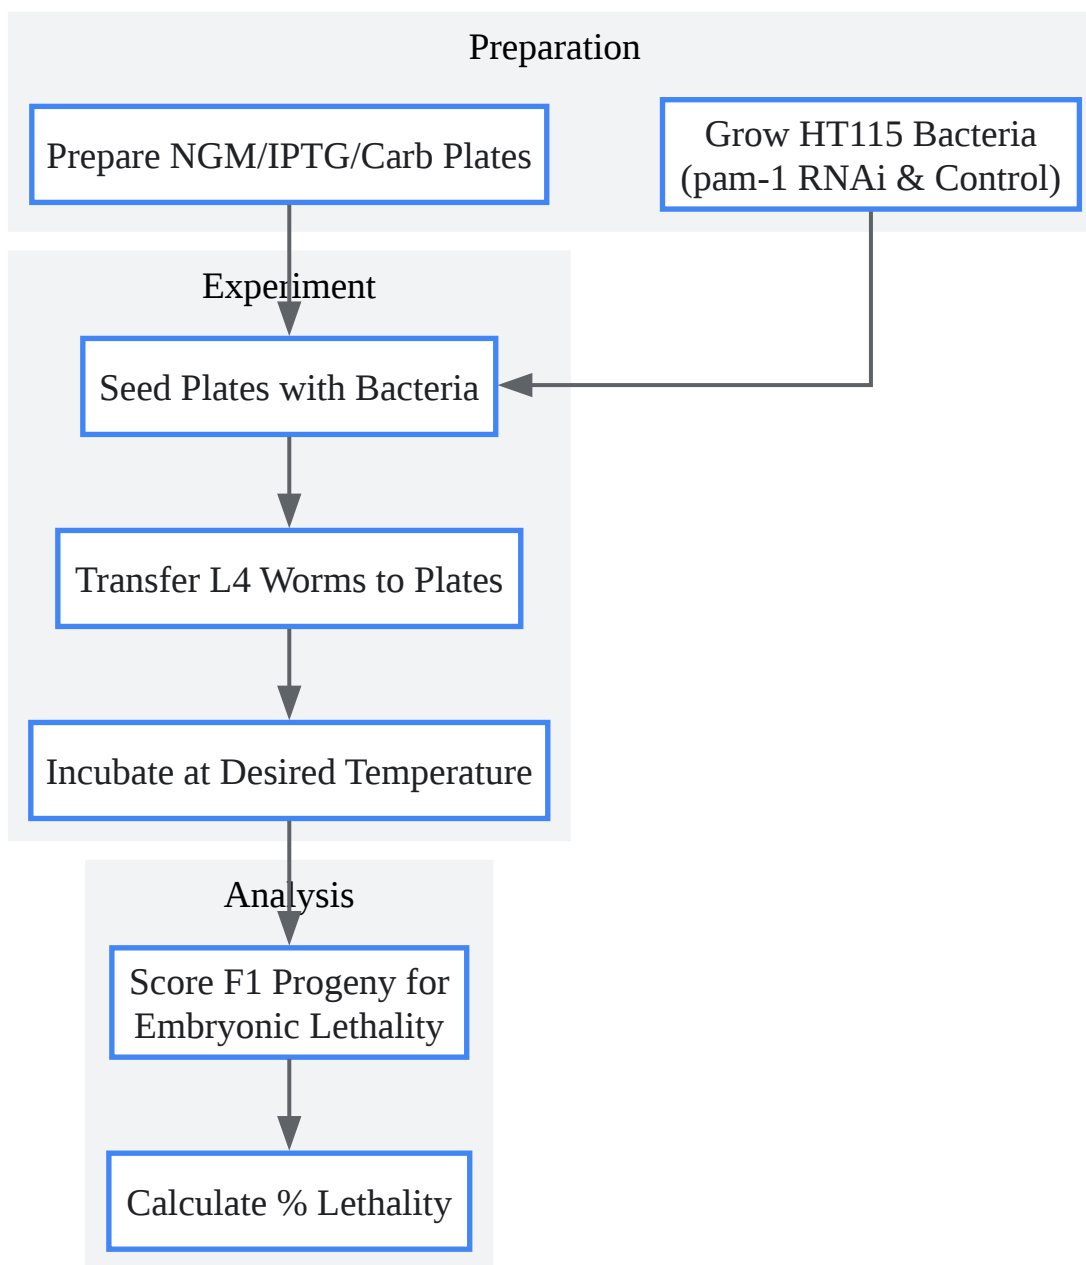 Preparation
Prepare NGM/IPTG/Carb Plates
Grow HT115 Bacteria
(pam-1 RNAi & Control)
Experiment
Seed Plates with Bacteria
Transfer L4 Worms to Plates
Incubate at Desired Temperature
Analysis
Score F1 Progeny for
Embryonic Lethality
Calculate % Lethality